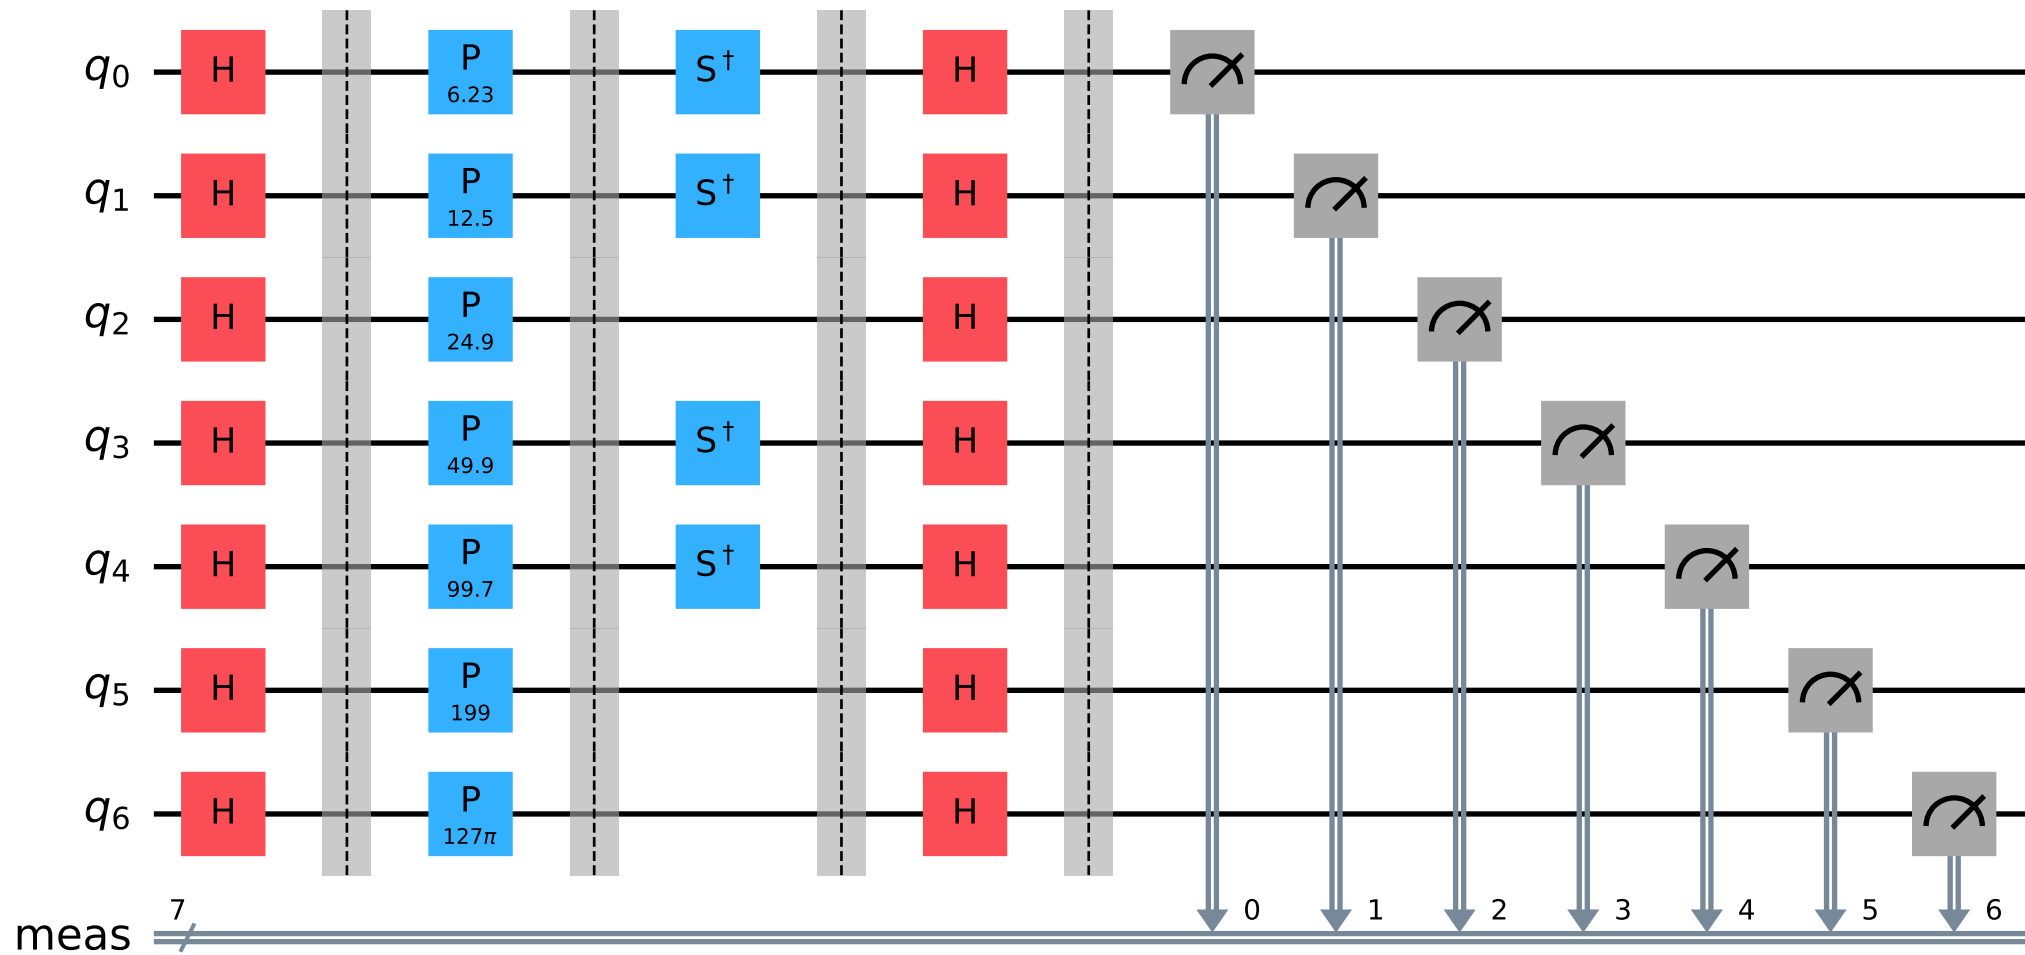 q0 H P 6.23 S† H
q1 H P 12.5 S† H
q2 H P 24.9 H
q3 H P 49.9 S† H
q4 H P 99.7 S† H
q5 H P 199 H
q6 H P 127π H
7 0 1 2 3 4 5 6
meas